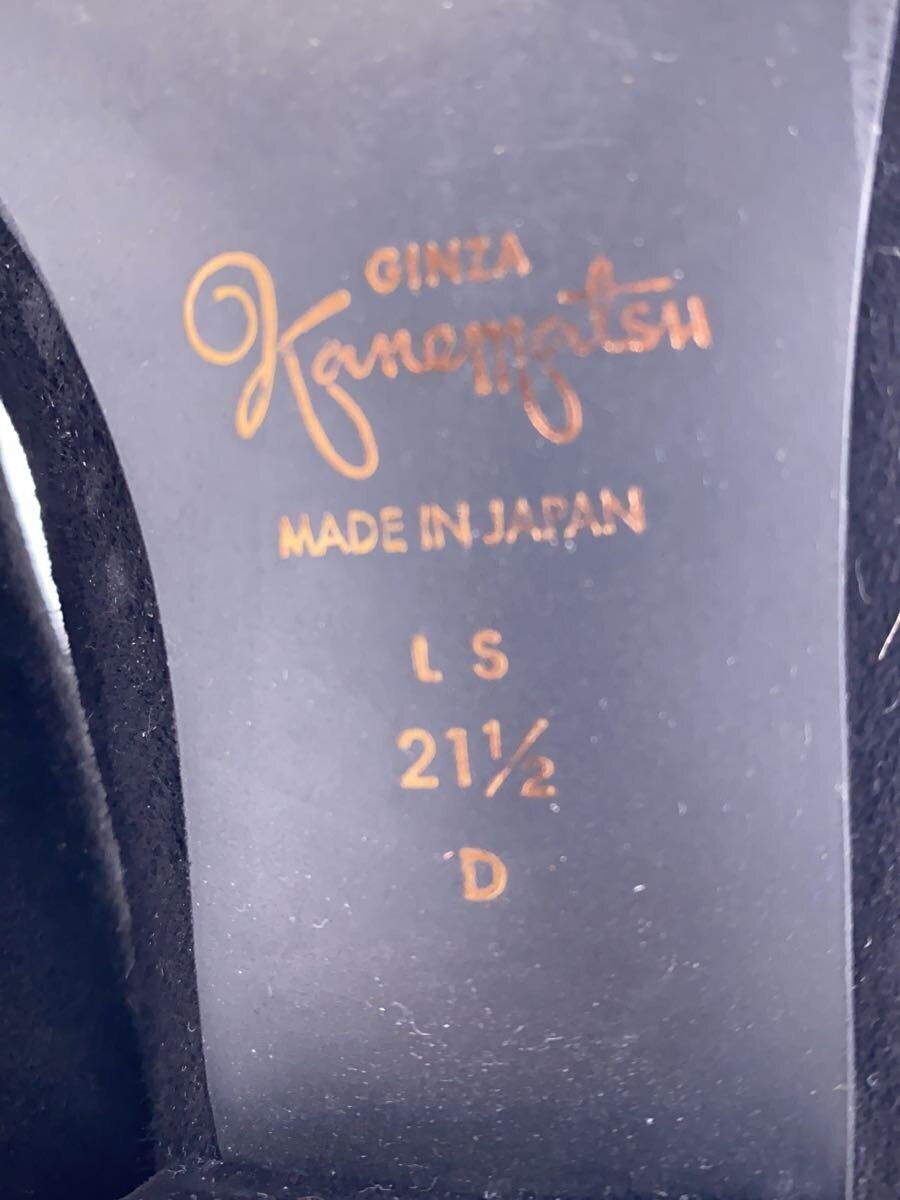 GINZA
Kanematsu
MADE IN JAPAN
L S
21½
D